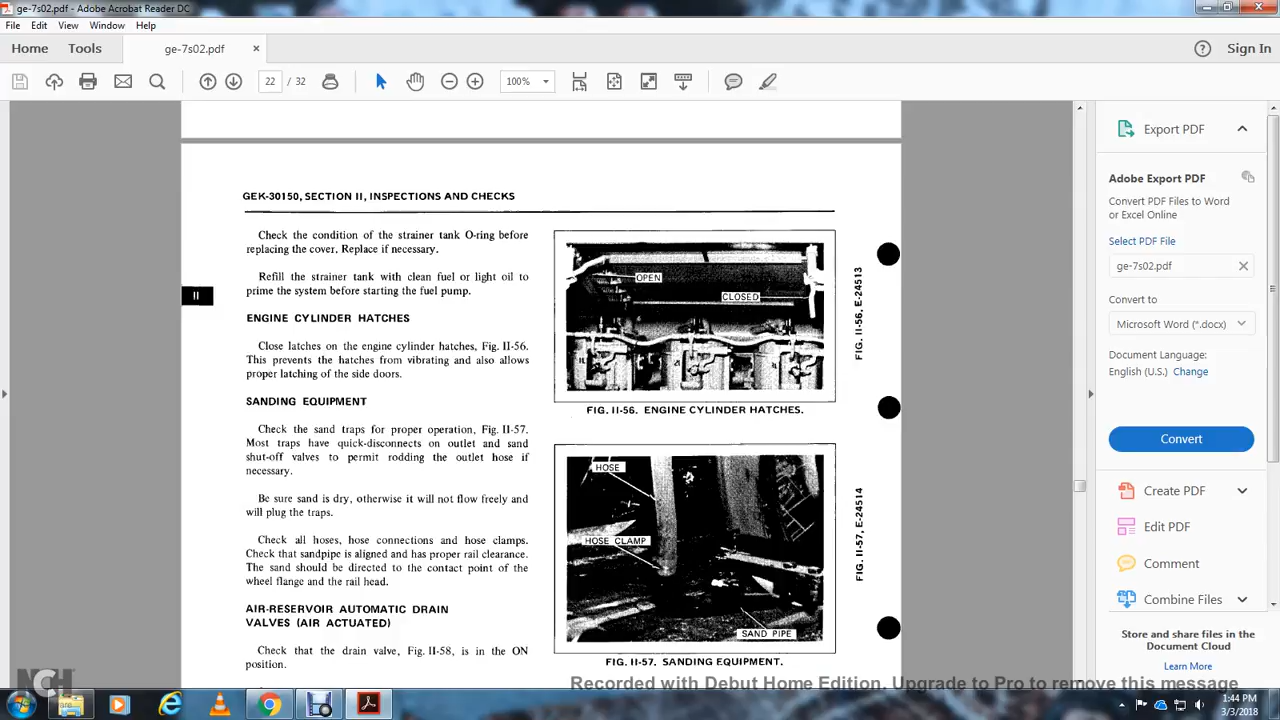 ge-7s02.pdf - Adobe Acrobat Reader DC
File Edit View Window Help
Home Tools ge-7s02.pdf × Sign In
22 / 32 100%
GEK-30150, SECTION II, INSPECTIONS AND CHECKS
Check the condition of the strainer tank O-ring before
replacing the cover. Replace if necessary.
Refill the strainer tank with clean fuel or light oil to
prime the system before starting the fuel pump.
II
ENGINE CYLINDER HATCHES
Close latches on the engine cylinder hatches, Fig. II-56.
This prevents the hatches from vibrating and also allows
proper latching of the side doors.
SANDING EQUIPMENT
Check the sand traps for proper operation, Fig. II-57.
Most traps have quick-disconnects on outlet and sand
shut-off valves to permit rodding the outlet hose if
necessary.
Be sure sand is dry, otherwise it will not flow freely and
will plug the traps.
Check all hoses, hose connections and hose clamps.
Check that sandpipe is aligned and has proper rail clearance.
The sand should be directed to the contact point of the
wheel flange and the rail head.
AIR-RESERVOIR AUTOMATIC DRAIN
VALVES (AIR ACTUATED)
Check that the drain valve, Fig. II-58, is in the ON
position.
OPEN
CLOSED
FIG. II-56, E-24513
FIG. II-56. ENGINE CYLINDER HATCHES.
HOSE
HOSE CLAMP
SAND PIPE
FIG. II-57, E-24514
FIG. II-57. SANDING EQUIPMENT.
Export PDF
Adobe Export PDF
Convert PDF Files to Word
or Excel Online
Select PDF File
ge-7s02.pdf
Convert to
Microsoft Word (*.docx)
Document Language:
English (U.S.) Change
Convert
Create PDF
Edit PDF
Comment
Combine Files
Store and share files in the
Document Cloud
Learn More
NCH
Recorded with Debut Home Edition. Upgrade to Pro to remove this message
1:44 PM
3/3/2018